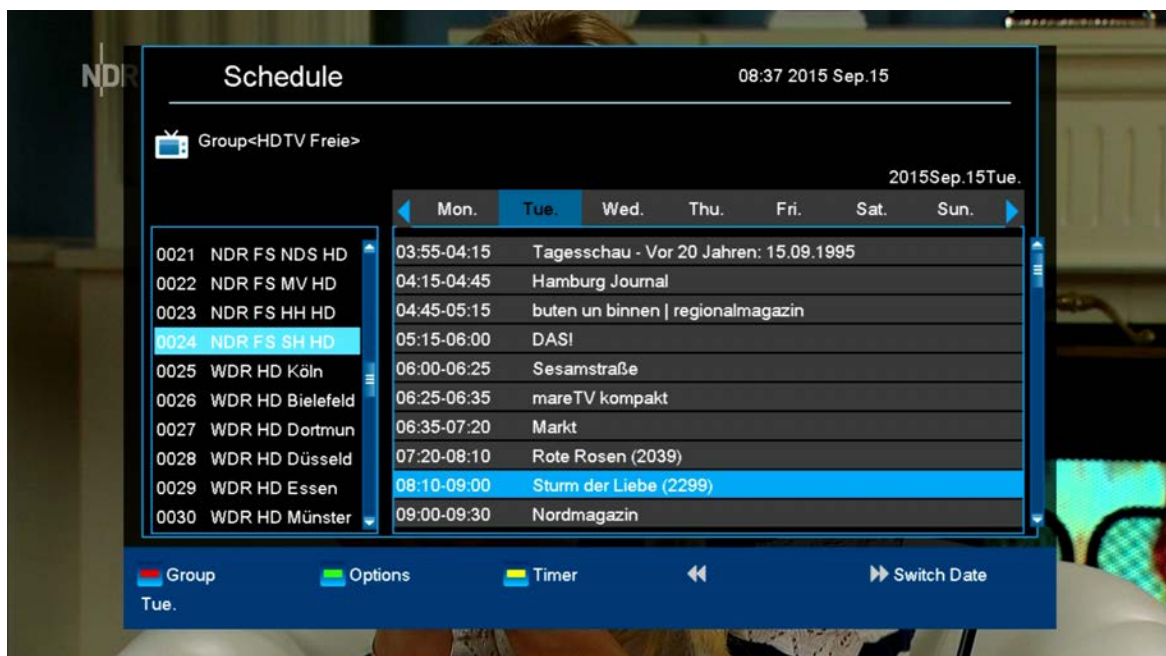 NDR
Schedule
08:37 2015 Sep.15
Group<HDTV Freie>
2015Sep.15Tue.
Mon. Tue. Wed. Thu. Fri. Sat. Sun.
0021 NDR FS NDS HD
0022 NDR FS MV HD
0023 NDR FS HH HD
0024 NDR FS SH HD
0025 WDR HD Köln
0026 WDR HD Bielefeld
0027 WDR HD Dortmun
0028 WDR HD Düsseld
0029 WDR HD Essen
0030 WDR HD Münster
03:55-04:15 Tagesschau - Vor 20 Jahren: 15.09.1995
04:15-04:45 Hamburg Journal
04:45-05:15 buten un binnen | regionalmagazin
05:15-06:00 DAS!
06:00-06:25 Sesamstraße
06:25-06:35 mareTV kompakt
06:35-07:20 Markt
07:20-08:10 Rote Rosen (2039)
08:10-09:00 Sturm der Liebe (2299)
09:00-09:30 Nordmagazin
Group Options Timer Switch Date
Tue.